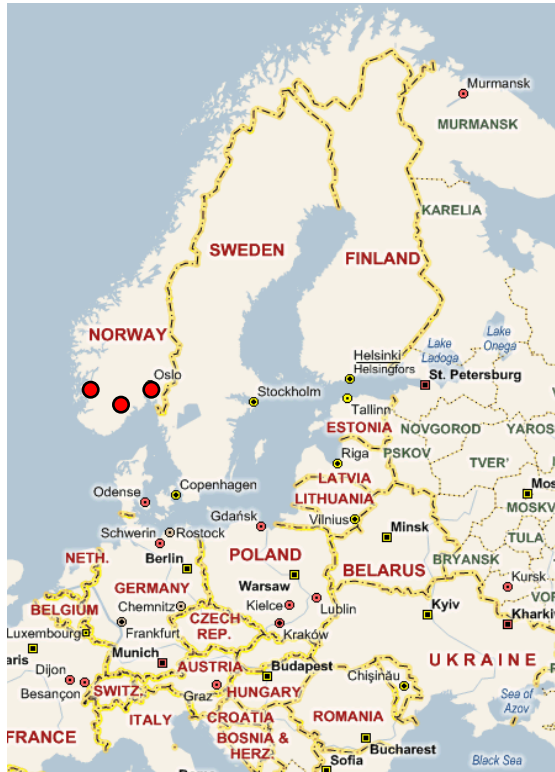 Murmansk
MURMANSK
KARELIA
SWEDEN
FINLAND
NORWAY
Lake
Onega
Lake
Ladoga
Helsinki
Helsingfors
Oslo
St. Petersburg
Stockholm
Tallinn
ESTONIA
NOVGOROD
YAROS
Riga
PSKOV
TVER'
LATVIA
Copenhagen
Odense
LITHUANIA
Mos
MOSKV
Gdańsk
Vilnius
Schwerin
Rostock
Minsk
TULA
NETH.
Berlin
POLAND
BRYANSK
BELARUS
GERMANY
Warsaw
Kursk
BELGIUM
Chemnitz
Kielce
Lublin
VOR
CZECH
REP.
Kyiv
Kharki
Luxembourg
Frankfurt
Kraków
aris
Munich
AUSTRIA
Budapest
UKRAINE
Dijon
Chişinău
Besançon
SWITZ.
Graz
HUNGARY
Sea of
Azov
ITALY
CROATIA
ROMANIA
FRANCE
BOSNIA &
HERZ.
Bucharest
Sofia
Black Sea